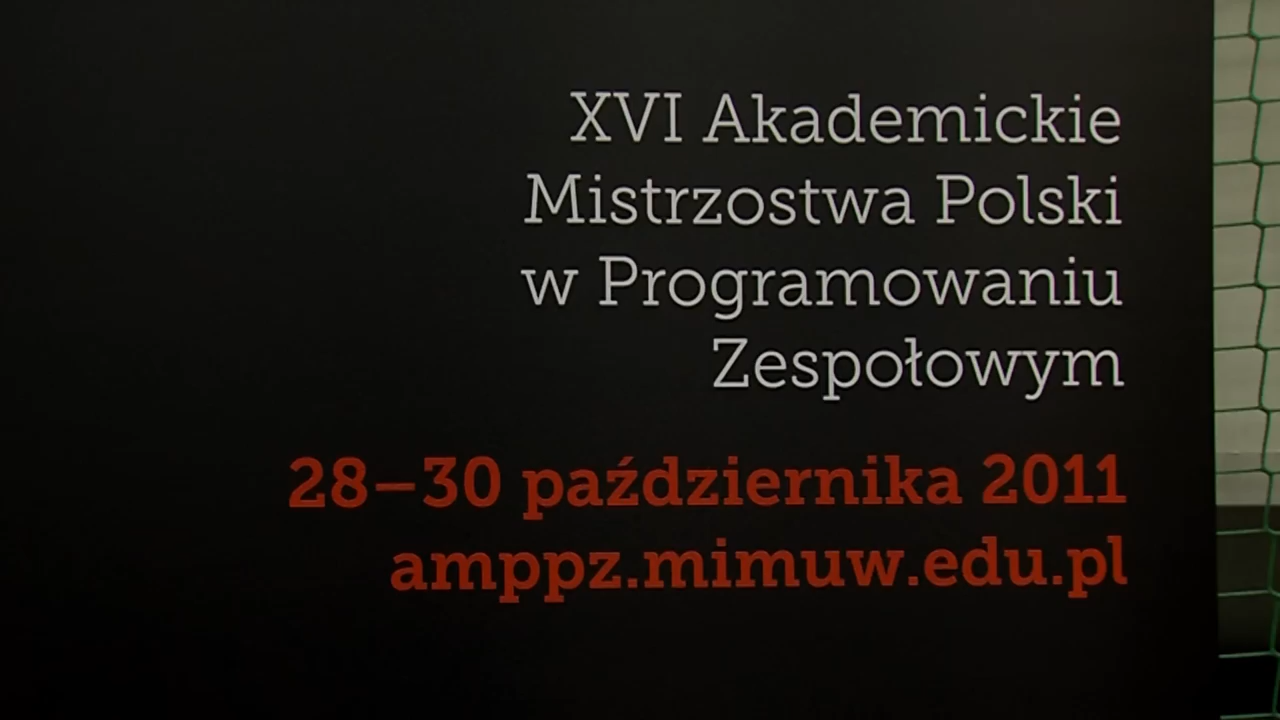 XVI Akademickie
Mistrzostwa Polski
w Programowaniu
Zespołowym
28–30 października 2011
amppz.mimuw.edu.pl